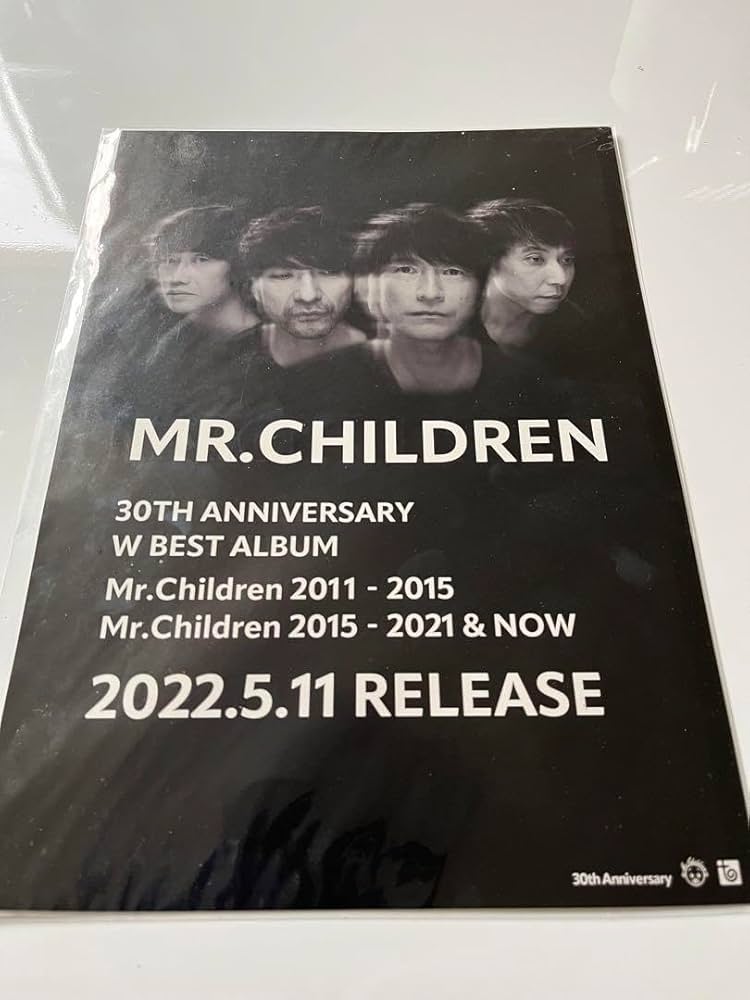 MR.CHILDREN
30TH ANNIVERSARY
W BEST ALBUM
Mr.Children 2011 - 2015
Mr.Children 2015 - 2021 & NOW
2022.5.11 RELEASE
30th Anniversary